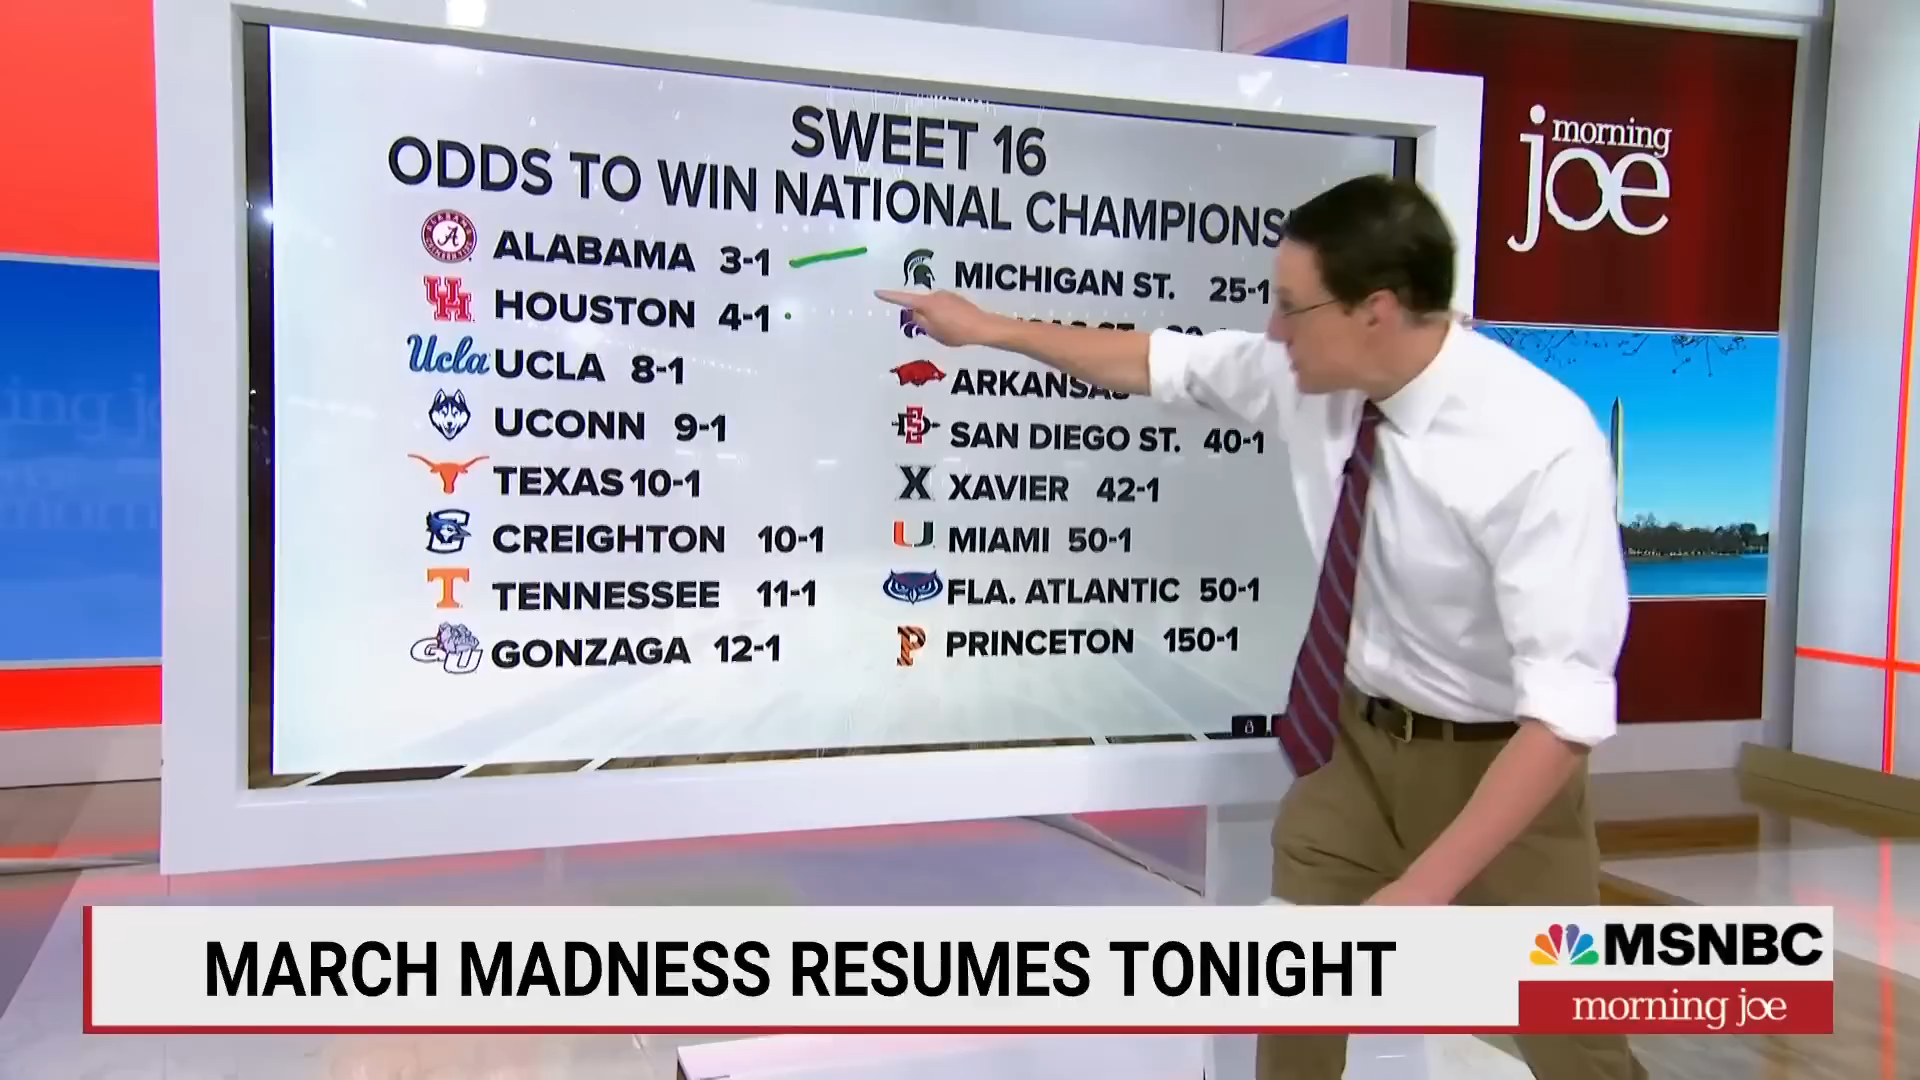 SWEET 16
ODDS TO WIN NATIONAL
ALABAMA 3-1
HOUSTON 4-1
Ucla UCLA 8-1
UCONN 9-1
TEXAS 10-1
CREIGHTON 10-1
TENNESSEE 11-1
GONZAGA 12-1
MICHIGAN ST. 25-1
SAN DIEGO ST. 40-1
XAVIER 42-1
MIAMI 50-1
FLA. ATLANTIC 50-1
PRINCETON 150-1
morning
joe
MARCH MADNESS RESUMES TONIGHT
MSNBC
morning joe